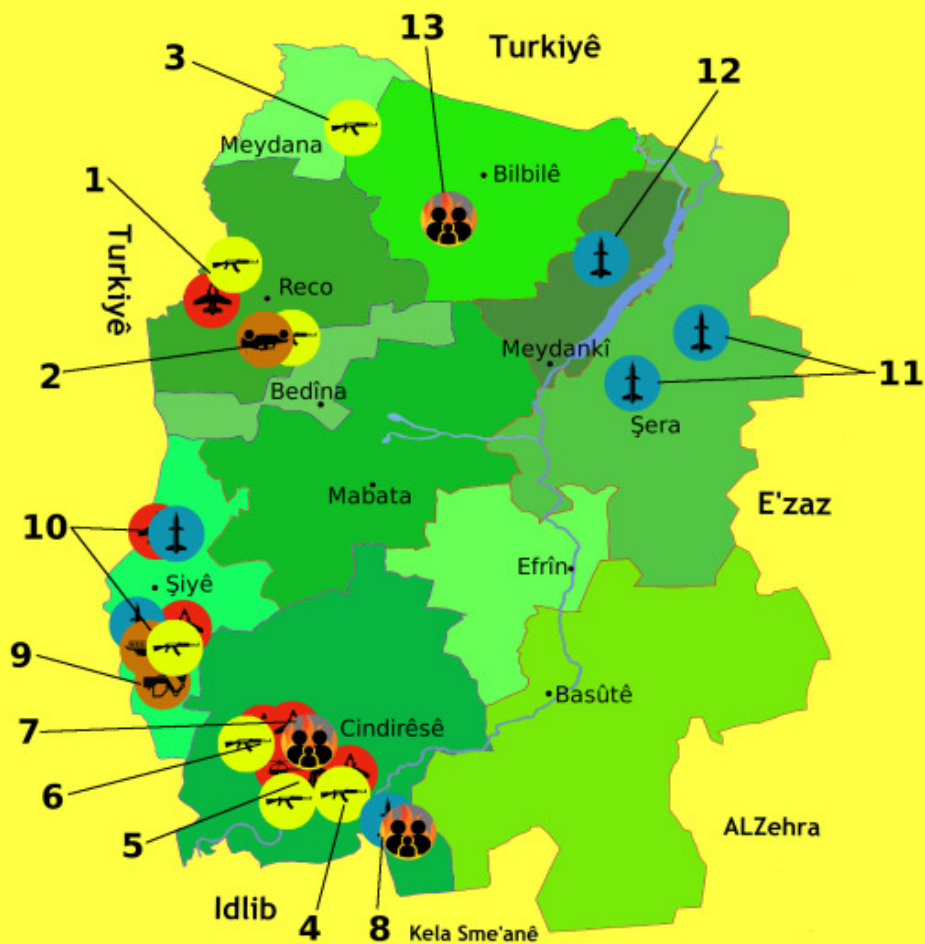 Turkiyê
13
3
12
Meydana
Bilbilê
1
Turkiyê
Reco
2
Meydankî
11
Bedîna
Şera
Mabata
E'zaz
10
Efrîn
Şiyê
9
Basûtê
7
Cindirêsê
6
5
ALZehra
Idlib
4
8
Kela Sme'anê